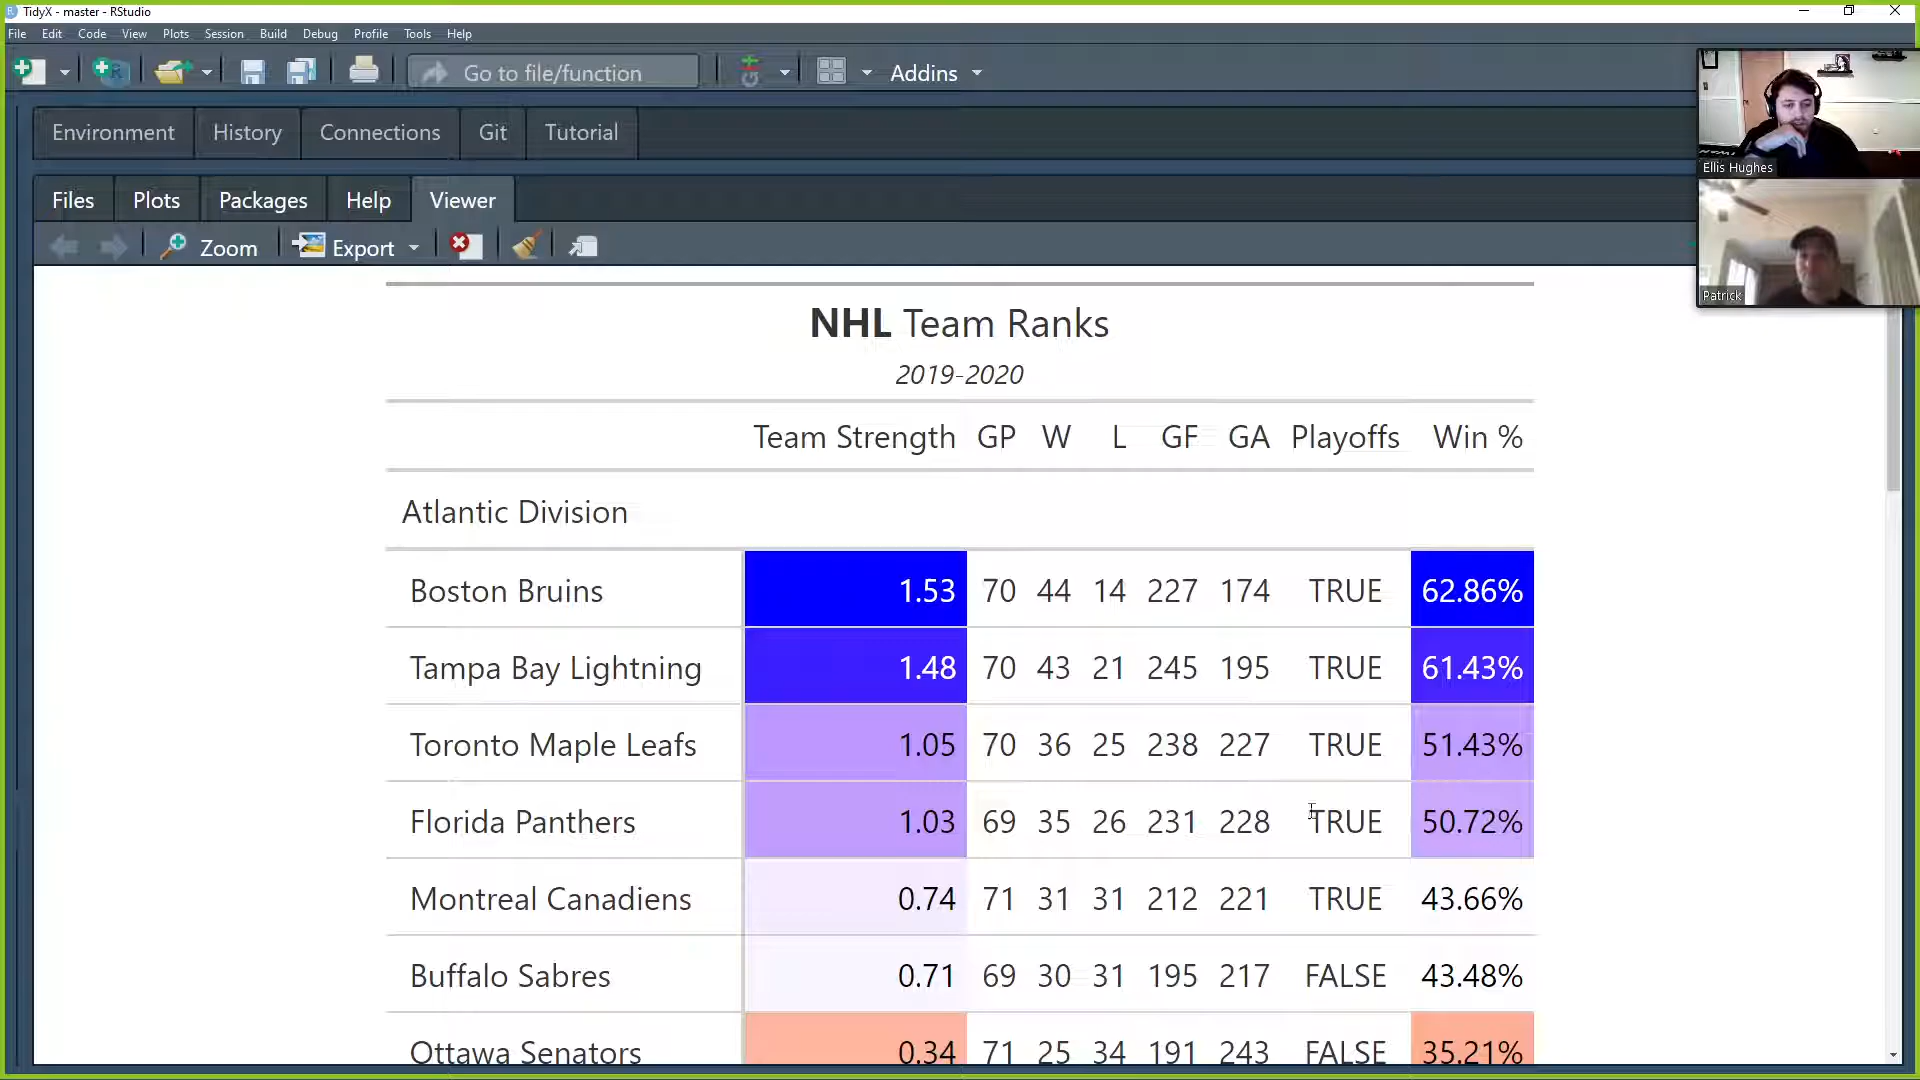 TidyX - master - RStudio
File Edit Code View Plots Session Build Debug Profile Tools Help
Go to file/function Addins
Environment History Connections Git Tutorial
Files Plots Packages Help Viewer
Zoom Export
Ellis Hughes
Patrick
NHL Team Ranks
2019-2020
Team Strength GP W L GF GA Playoffs Win %
Atlantic Division
Boston Bruins 1.53 70 44 14 227 174 TRUE 62.86%
Tampa Bay Lightning 1.48 70 43 21 245 195 TRUE 61.43%
Toronto Maple Leafs 1.05 70 36 25 238 227 TRUE 51.43%
Florida Panthers 1.03 69 35 26 231 228 TRUE 50.72%
Montreal Canadiens 0.74 71 31 31 212 221 TRUE 43.66%
Buffalo Sabres 0.71 69 30 31 195 217 FALSE 43.48%
Ottawa Senators 0.34 71 25 34 191 243 FALSE 35.21%